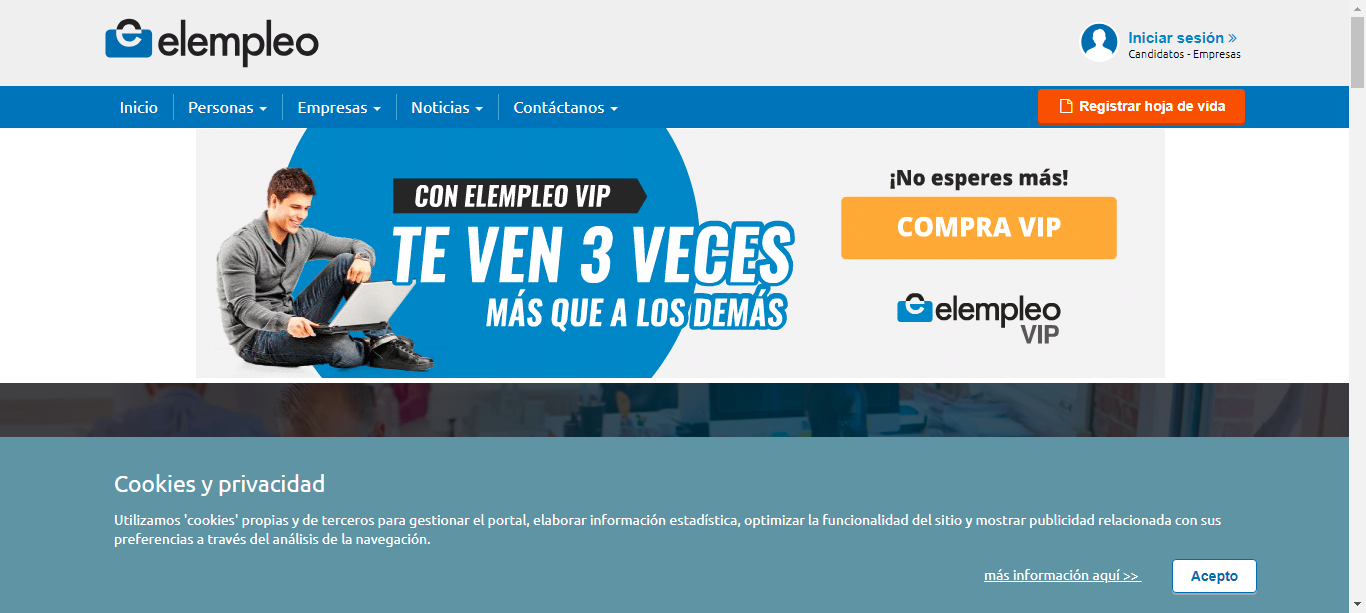 elempleo
Iniciar sesión »
Candidatos - Empresas
Inicio
Personas
Empresas
Noticias
Contáctanos
Registrar hoja de vida
CON ELEMPLEO VIP
TE VEN 3 VECES
MÁS QUE A LOS DEMÁS
¡No esperes más!
COMPRA VIP
elempleo
VIP
Cookies y privacidad
Utilizamos 'cookies' propias y de terceros para gestionar el portal, elaborar información estadística, optimizar la funcionalidad del sitio y mostrar publicidad relacionada con sus
preferencias a través del análisis de la navegación.
más información aquí >>
Acepto